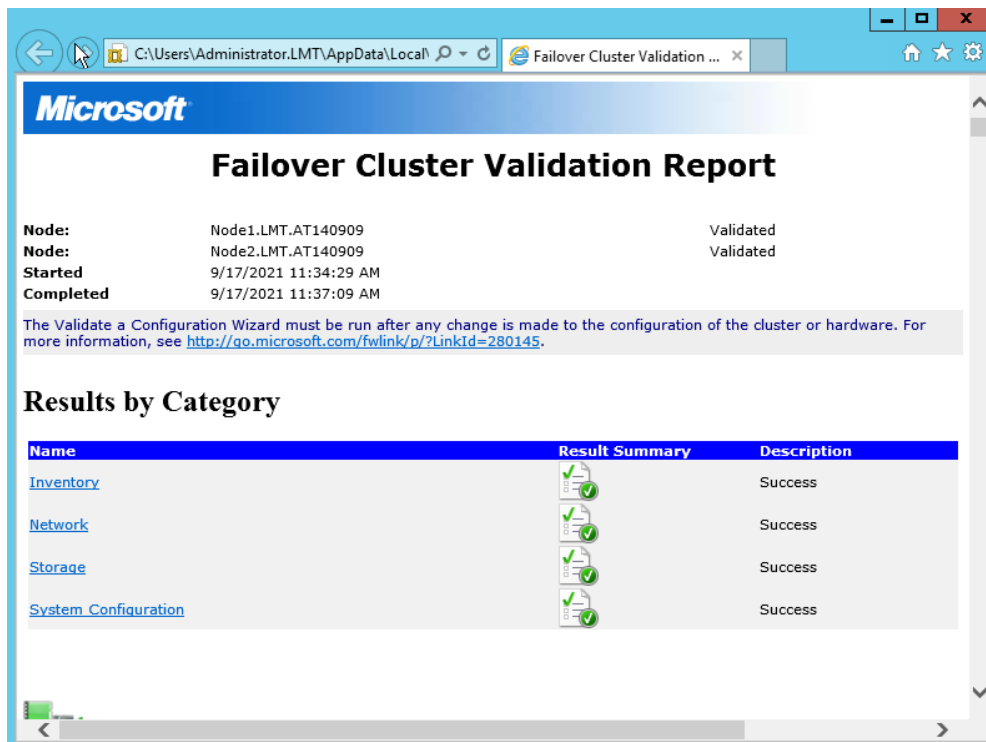 C:\Users\Administrator.LMT\AppData\Local\
Failover Cluster Validation ...
Microsoft
Failover Cluster Validation Report
Node: Node1.LMT.AT140909 Validated
Node: Node2.LMT.AT140909 Validated
Started 9/17/2021 11:34:29 AM
Completed 9/17/2021 11:37:09 AM
The Validate a Configuration Wizard must be run after any change is made to the configuration of the cluster or hardware. For
more information, see http://go.microsoft.com/fwlink/p/?LinkId=280145.
Results by Category
Name Result Summary Description
Inventory Success
Network Success
Storage Success
System Configuration Success